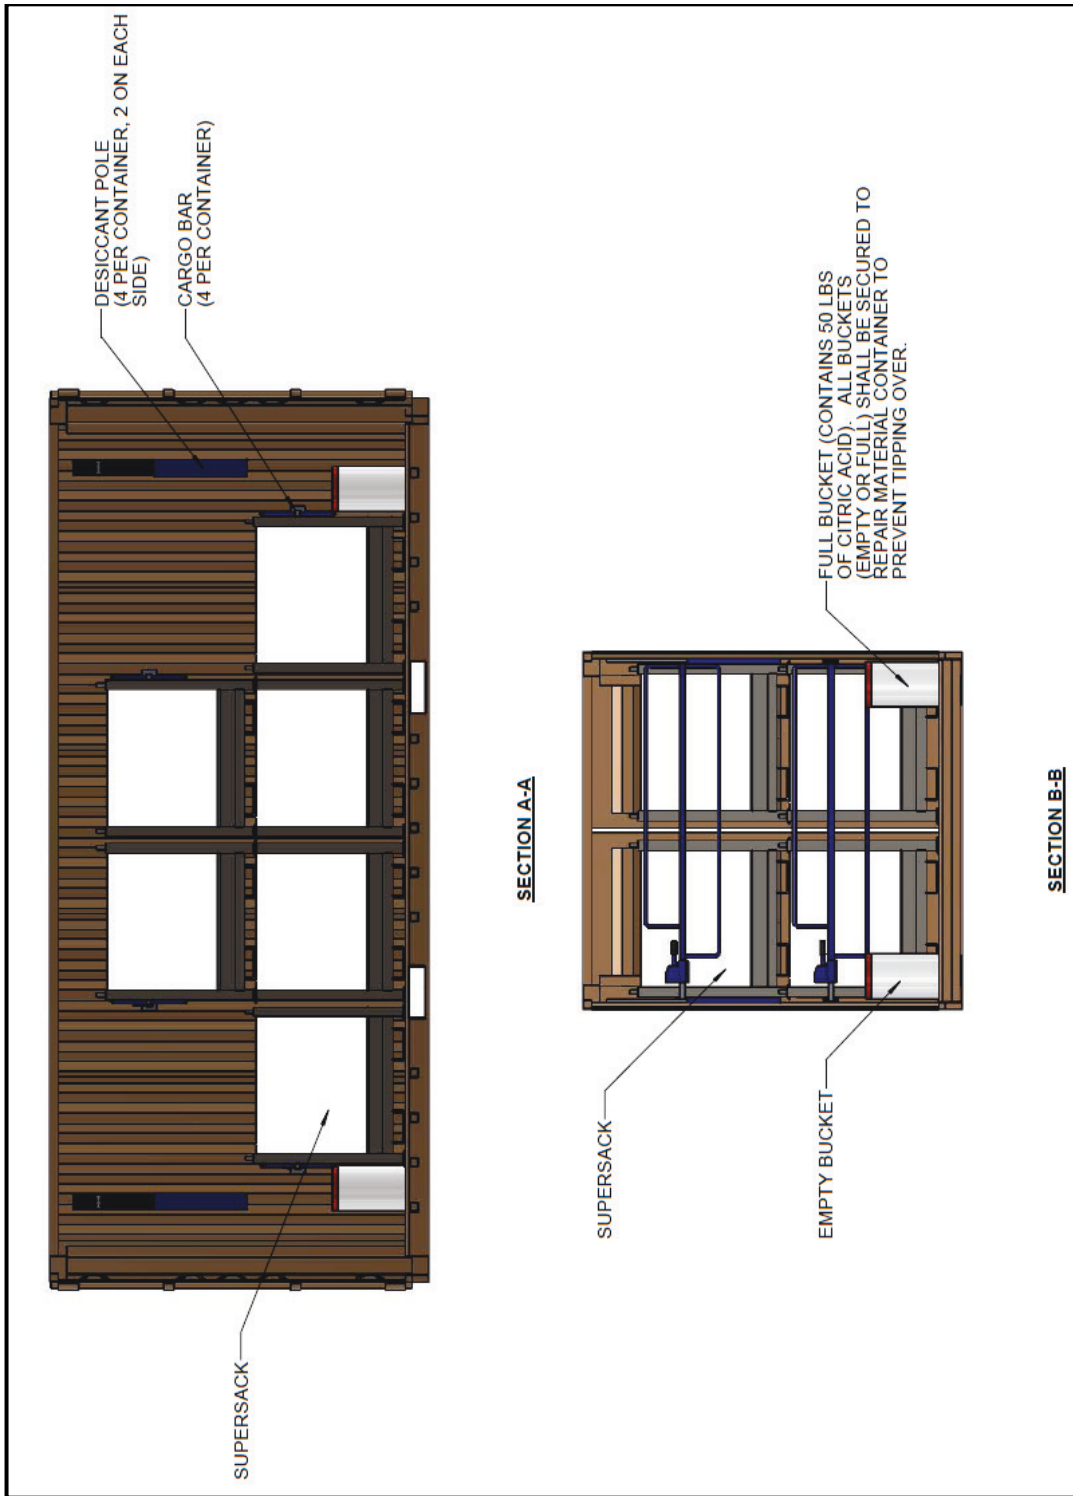 SUPERSACK
DESICCANT POLE
(4 PER CONTAINER, 2 ON EACH
SIDE)
CARGO BAR
(4 PER CONTAINER)
SECTION A-A
SUPERSACK
EMPTY BUCKET
FULL BUCKET (CONTAINS 50 LBS
OF CITRIC ACID). ALL BUCKETS
(EMPTY OR FULL) SHALL BE SECURED TO
REPAIR MATERIAL CONTAINER TO
PREVENT TIPPING OVER.
SECTION B-B